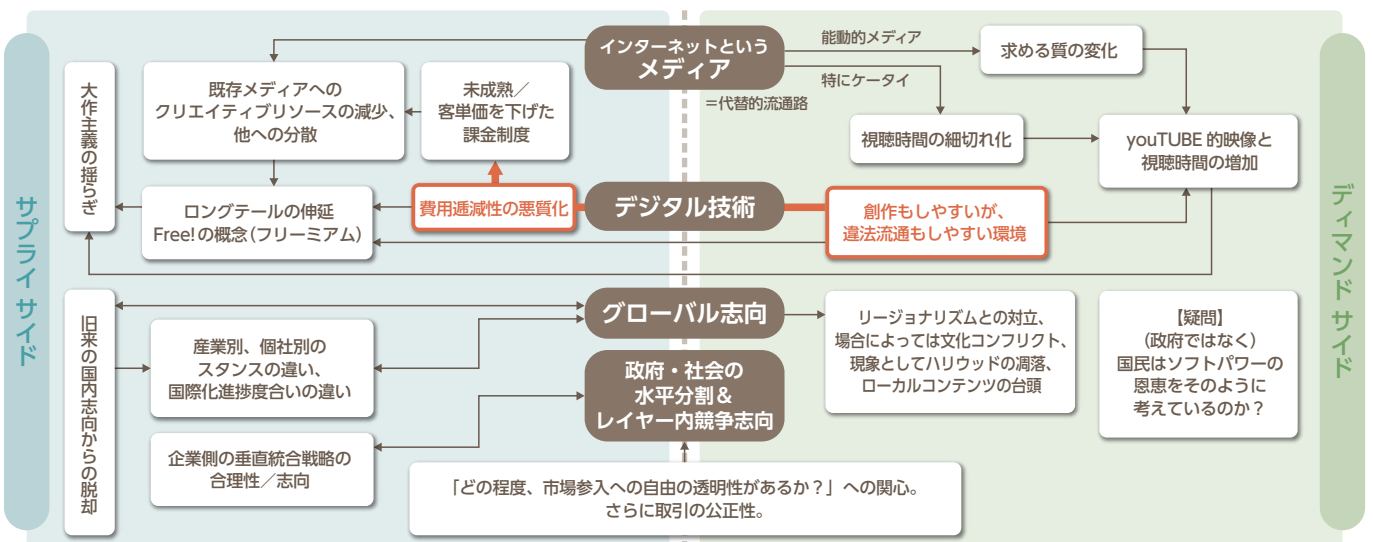 サプライ サイド
大作主義の揺らぎ
既存メディアへの
クリエイティブリソースの減少、
他への分散
未成熟／
客単価を下げた
課金制度
インターネットという
メディア
能動的メディア
特にケータイ
＝代替的流通路
求める質の変化
視聴時間の細切れ化
youTUBE 的映像と
視聴時間の増加
ロングテールの伸延
Free!の概念（フリーミアム）
費用逓減性の悪質化
デジタル技術
創作もしやすいが、
違法流通もしやすい環境
旧来の国内志向からの脱却
産業別、個社別の
スタンスの違い、
国際化進捗度合いの違い
企業側の垂直統合戦略の
合理性／志向
グローバル志向
政府・社会の
水平分割＆
レイヤー内競争志向
リージョナリズムとの対立、
場合によっては文化コンフリクト、
現象としてハリウッドの凋落、
ローカルコンテンツの台頭
【疑問】
（政府ではなく）
国民はソフトパワーの
恩恵をそのように
考えているのか？
「どの程度、市場参入への自由の透明性があるか？」への関心。
さらに取引の公正性。
ディマンド サイド